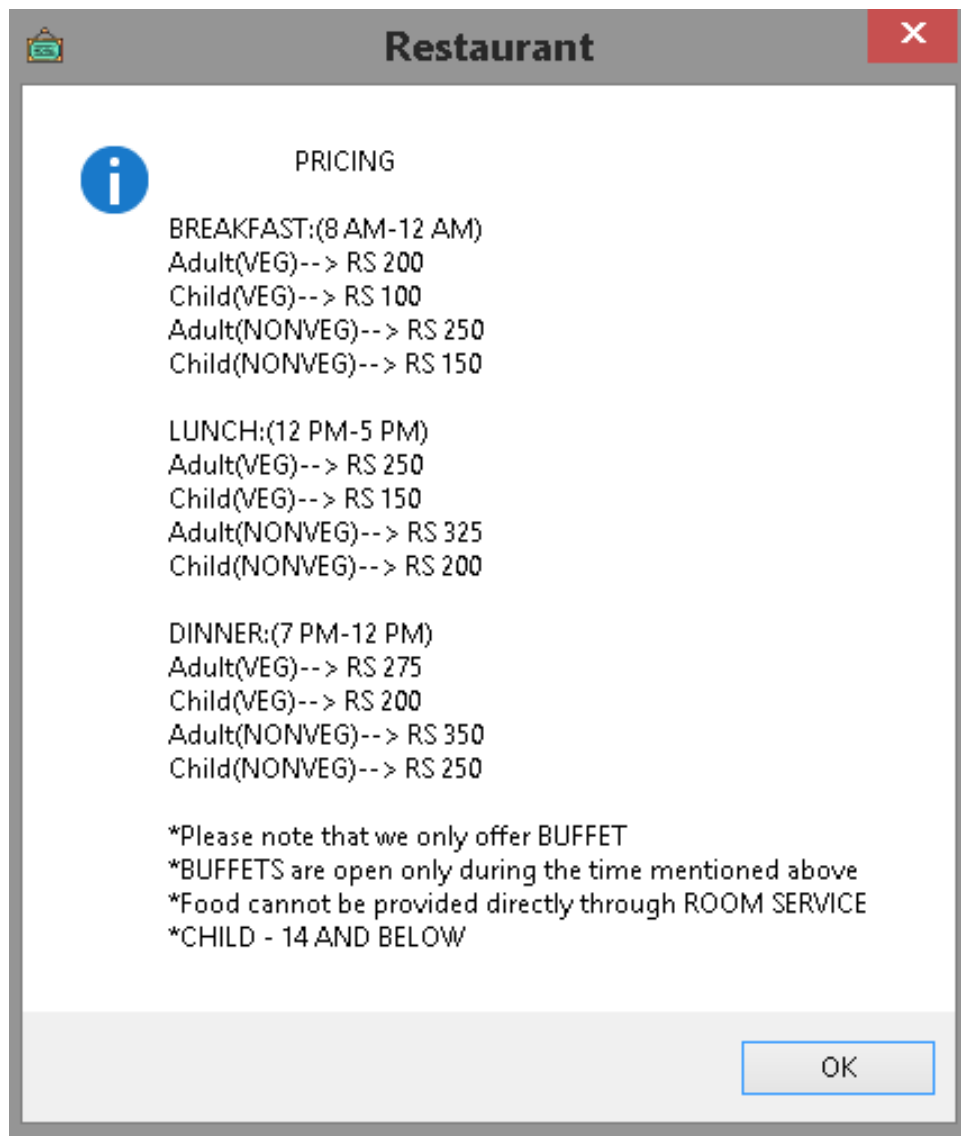 Restaurant
PRICING
BREAKFAST:(8 AM-12 AM)
Adult(VEG)--> RS 200
Child(VEG)--> RS 100
Adult(NONVEG)--> RS 250
Child(NONVEG)--> RS 150
LUNCH:(12 PM-5 PM)
Adult(VEG)--> RS 250
Child(VEG)--> RS 150
Adult(NONVEG)--> RS 325
Child(NONVEG)--> RS 200
DINNER:(7 PM-12 PM)
Adult(VEG)--> RS 275
Child(VEG)--> RS 200
Adult(NONVEG)--> RS 350
Child(NONVEG)--> RS 250
*Please note that we only offer BUFFET
*BUFFETS are open only during the time mentioned above
*Food cannot be provided directly through ROOM SERVICE
*CHILD - 14 AND BELOW
OK